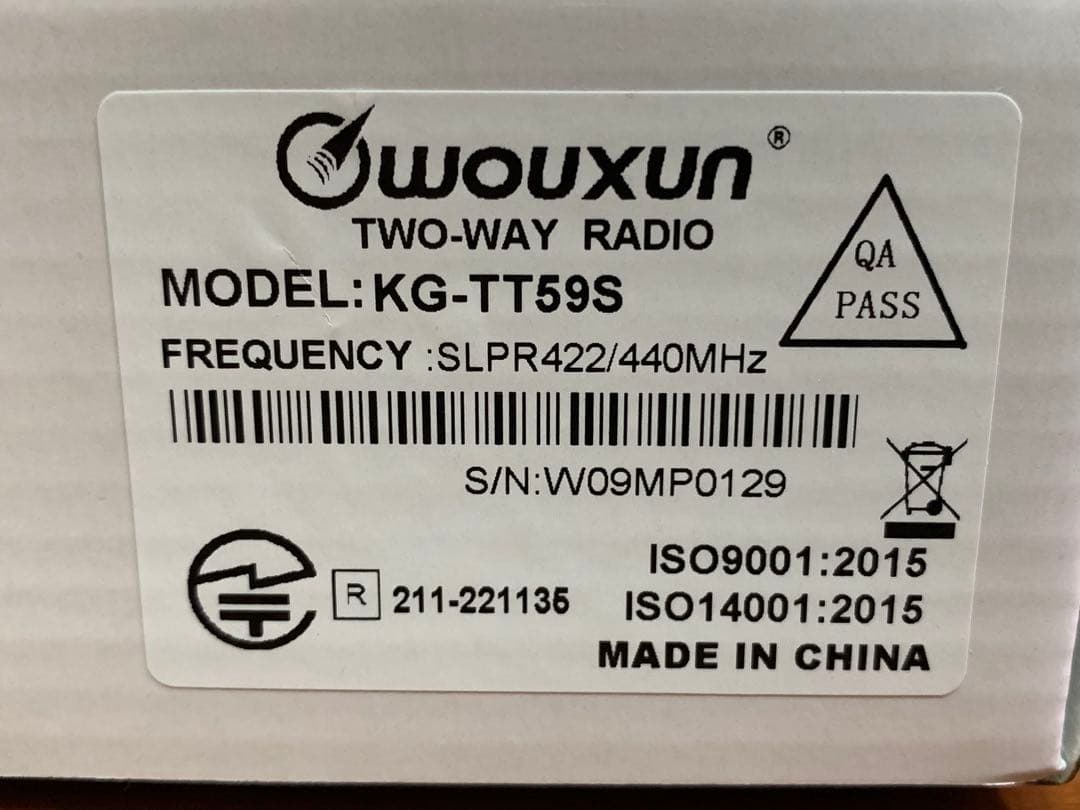 WOUXUN®
TWO-WAY RADIO
MODEL: KG-TT59S
FREQUENCY :SLPR422/440MHz
QA
PASS
S/N:W09MP0129
R 211-221135
ISO9001:2015
ISO14001:2015
MADE IN CHINA